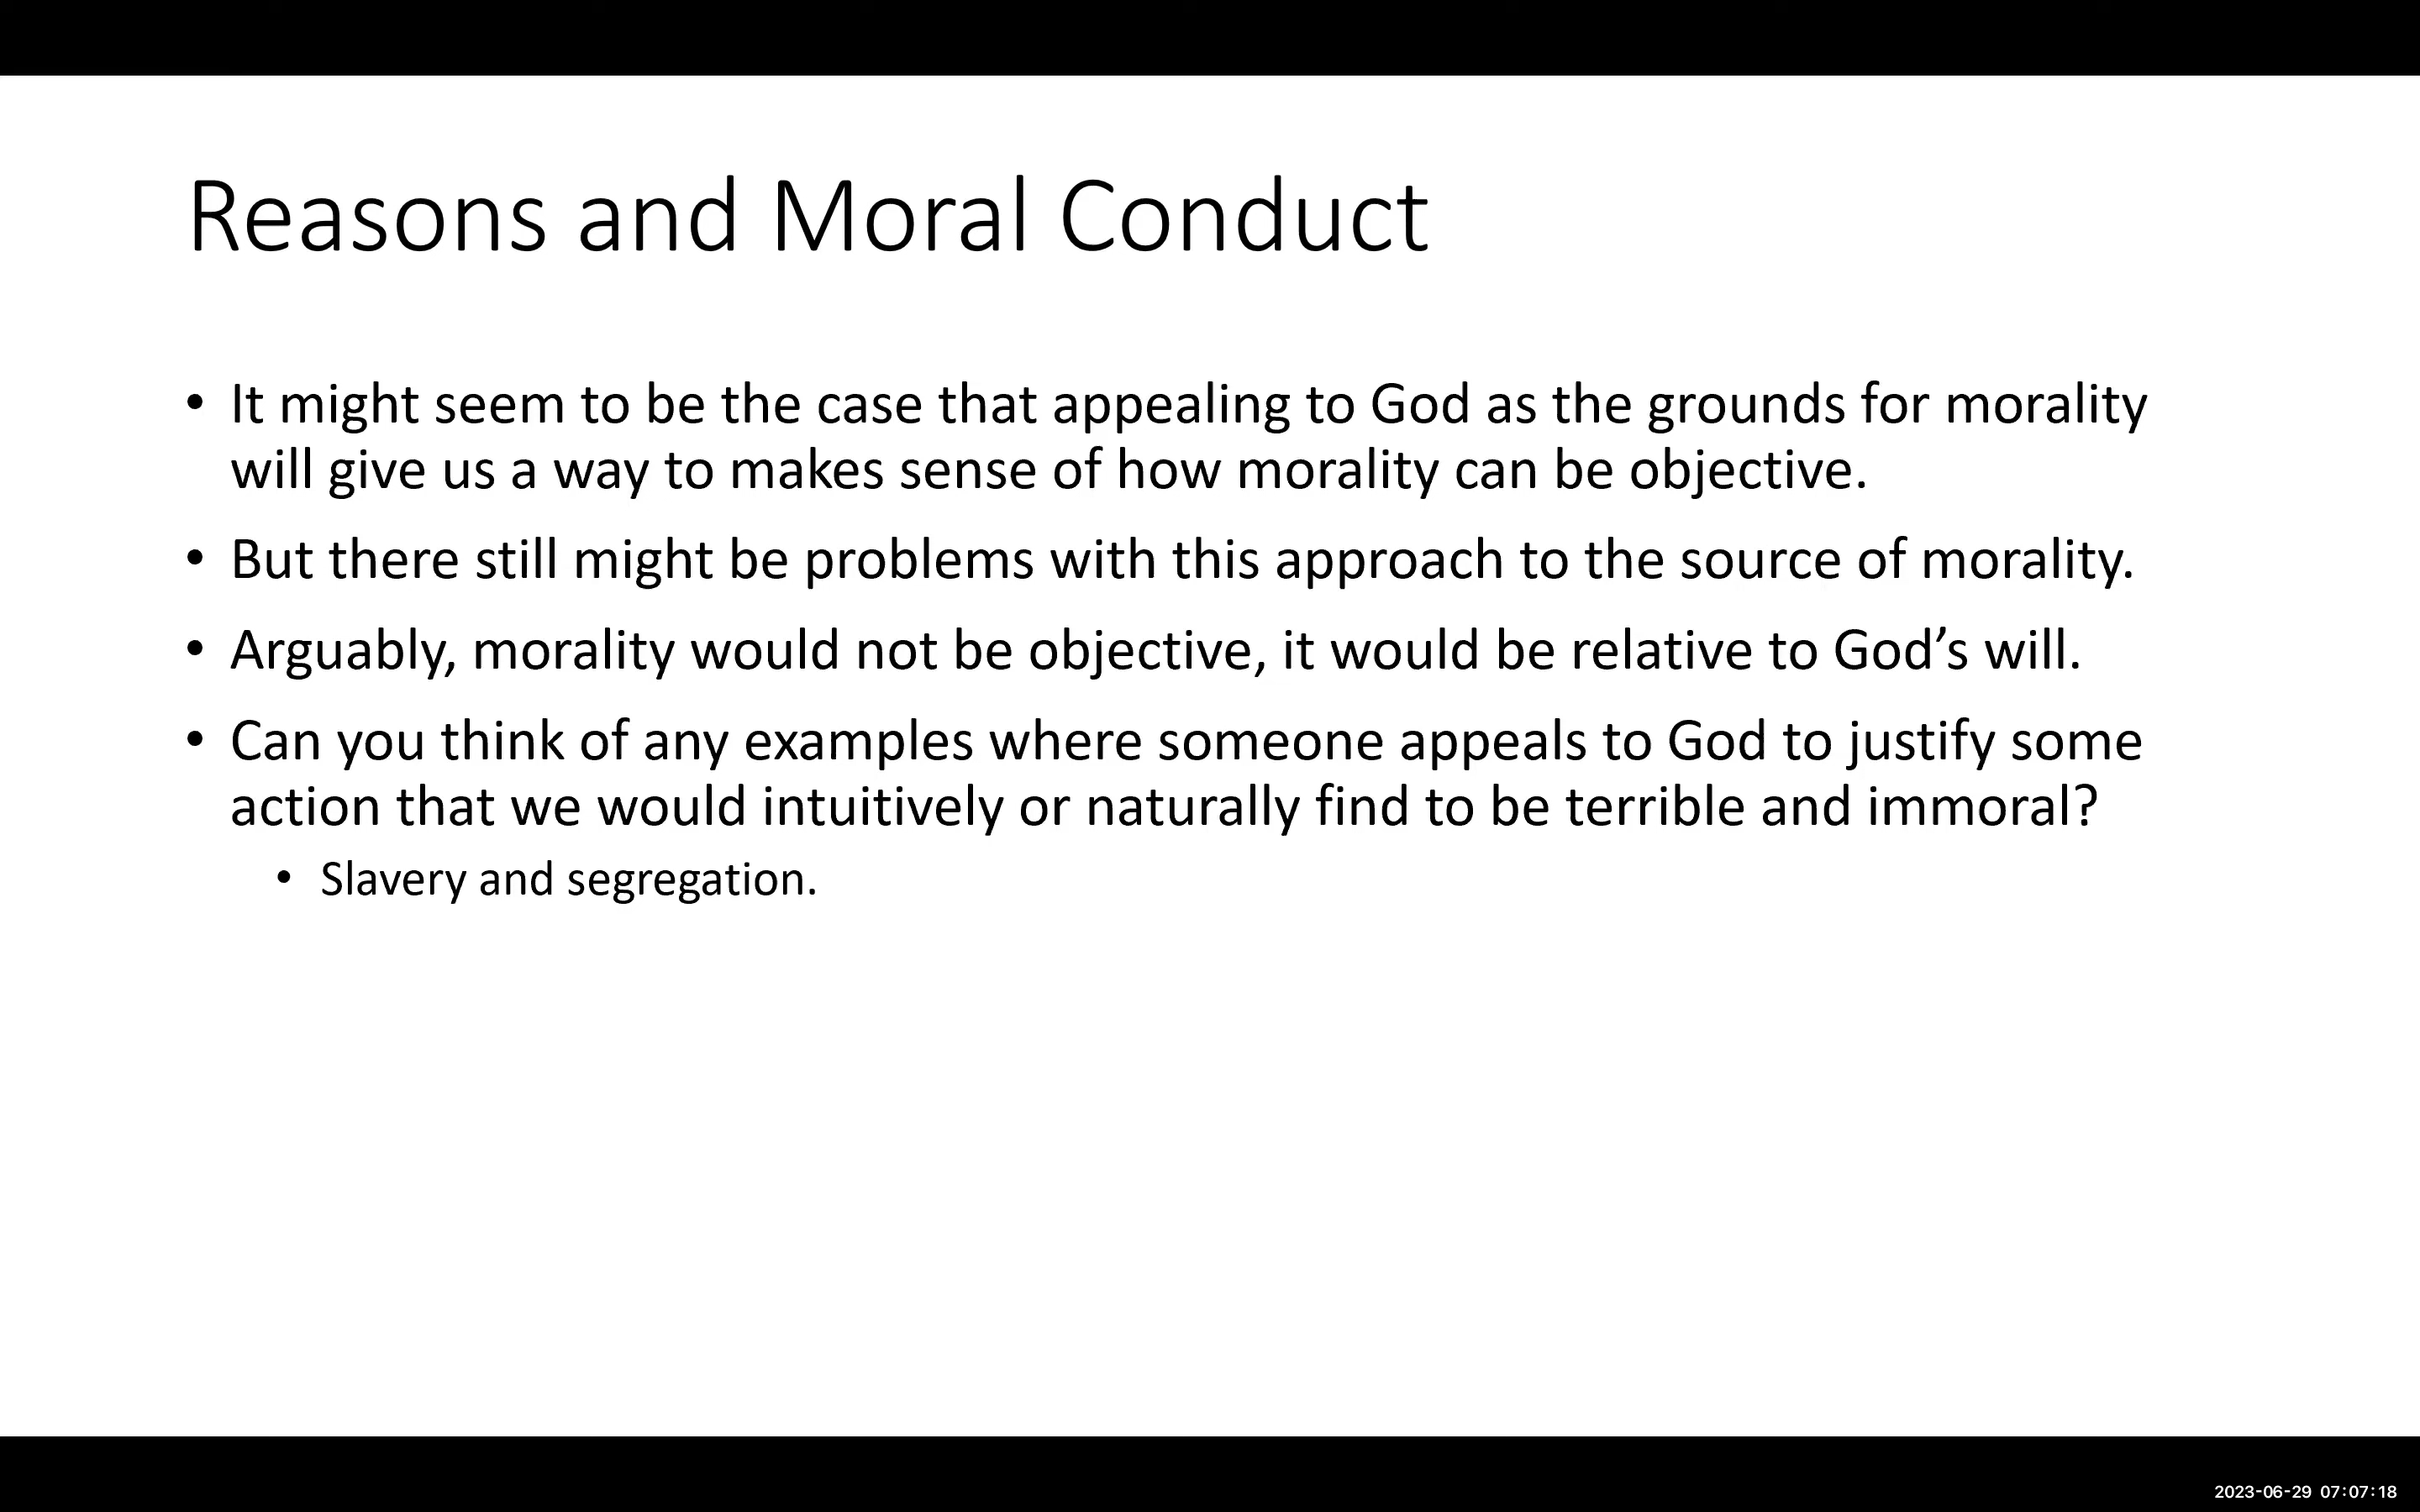 Reasons and Moral Conduct
• It might seem to be the case that appealing to God as the grounds for morality
will give us a way to makes sense of how morality can be objective.
• But there still might be problems with this approach to the source of morality.
• Arguably, morality would not be objective, it would be relative to God’s will.
• Can you think of any examples where someone appeals to God to justify some
action that we would intuitively or naturally find to be terrible and immoral?
• Slavery and segregation.
2023-06-29 07:07:18